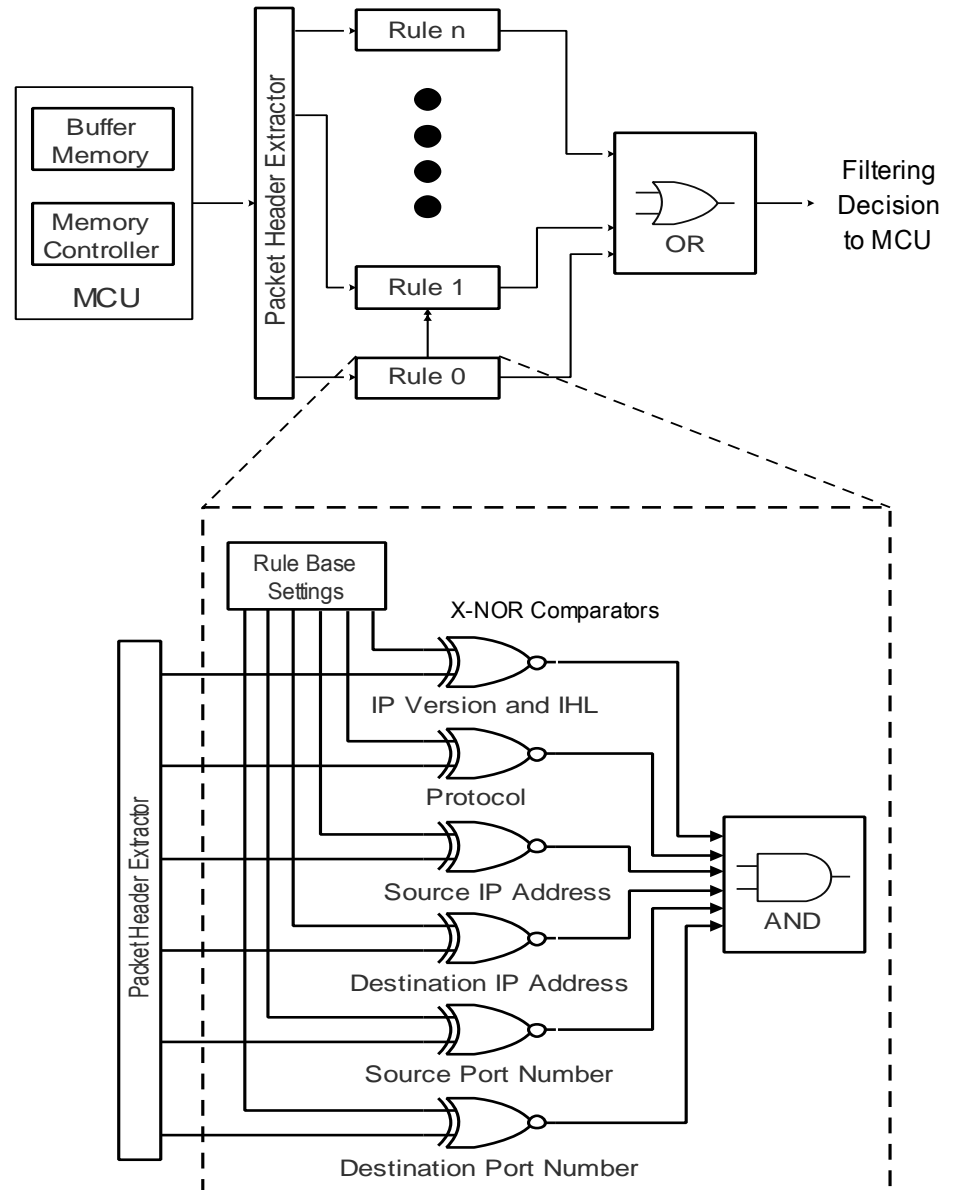 Rule n
Buffer
Memory
Memory
Controller
MCU
Packet Header Extractor
Rule 1
Rule 0
OR
Filtering
Decision
to MCU
Rule Base
Settings
X-NOR Comparators
Packet Header Extractor
IP Version and IHL
Protocol
Source IP Address
Destination IP Address
Source Port Number
Destination Port Number
AND